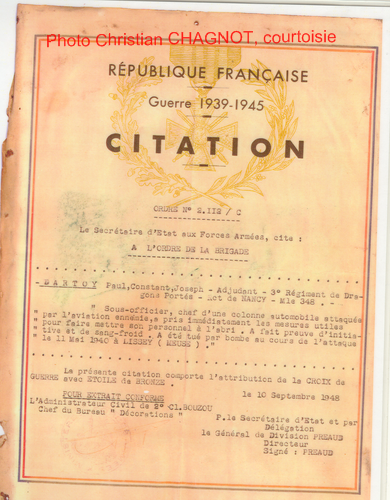 Photo Christian CHAGNOT, courtoisie
RÉPUBLIQUE FRANÇAISE
Guerre 1939-1945
CITATION
ORDRE N° E.112 / C
Le Secrétaire d'Etat aux Forces Armées, cite :
A L'ORDRE DE LA BRIGADE
- DARTOY Paul,Constant,Joseph - Adjudant - 3° Régiment de Dra-
gons Portés - Rct de NANCY - Mle 348 .-
" Sous-officier, chef d'une colonne automobile attaquée
" par l'aviation ennemie,a pris immédiatement les mesures utiles
" pour faire mettre son personnel à l'abri . A fait preuve d'initia-
" tive et de sang-froid . A été tué par bombe au cours de l'attaque
" le 11 Mai 1940 à LISSEY (MEUSE) ."
La présente citation comporte l'attribution de la CROIX de
GUERRE avec ETOILE de BRONZE .
le 10 Septembre 1948
POUR EXTRAIT CONFORME
L'Administrateur Civil de 2° Cl.BOUZOU
Chef du Bureau " Décorations "
P.le Secrétaire d'Etat et par
Délégation
le Général de Division PREAUD
Directeur
Signé : PREAUD